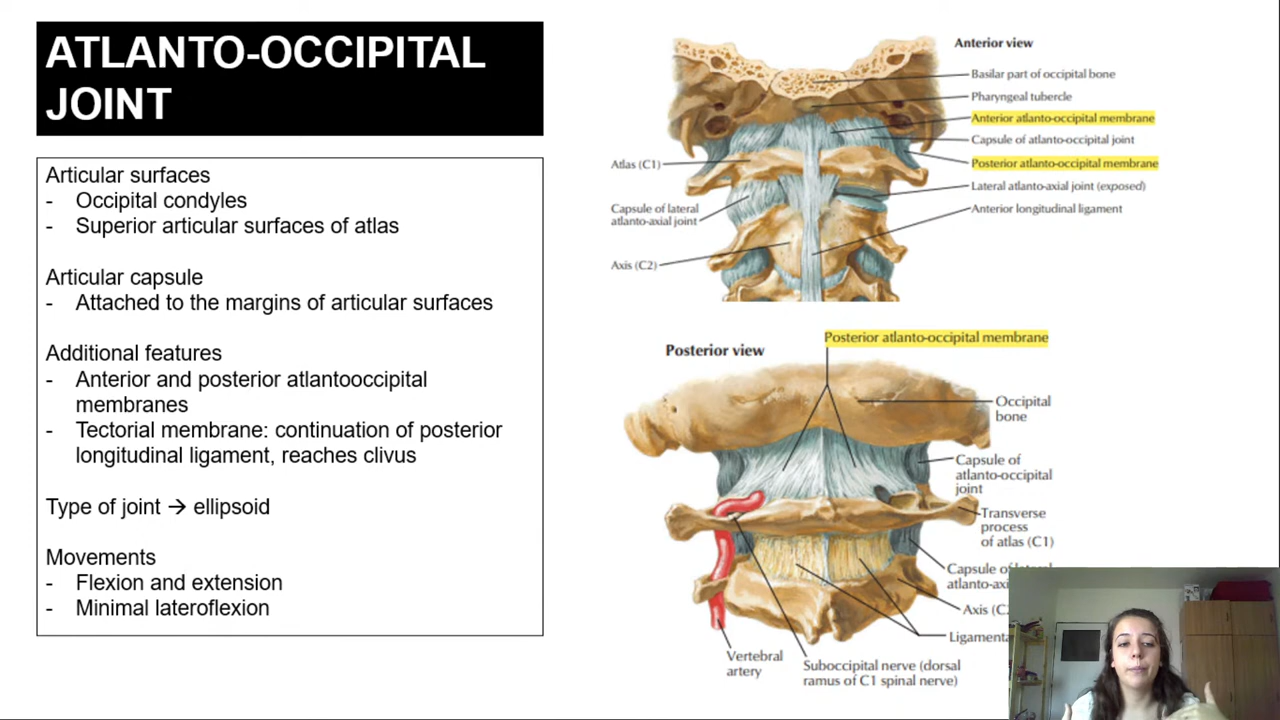 ATLANTO-OCCIPITAL
JOINT
Articular surfaces
- Occipital condyles
- Superior articular surfaces of atlas
Articular capsule
- Attached to the margins of articular surfaces
Additional features
- Anterior and posterior atlantooccipital
membranes
- Tectorial membrane: continuation of posterior
longitudinal ligament, reaches clivus
Type of joint → ellipsoid
Movements
- Flexion and extension
- Minimal lateroflexion
Anterior view
Basilar part of occipital bone
Pharyngeal tubercle
Anterior atlanto-occipital membrane
Capsule of atlanto-occipital joint
Posterior atlanto-occipital membrane
Lateral atlanto-axial joint (exposed)
Anterior longitudinal ligament
Atlas (C1)
Capsule of lateral
atlanto-axial joint
Axis (C2)
Posterior atlanto-occipital membrane
Posterior view
Occipital
bone
Capsule of
atlanto-occipital
joint
Transverse
process
of atlas (C1)
Capsule of
Axis
Vertebral
artery
Suboccipital nerve (dorsal
ramus of C1 spinal nerve)